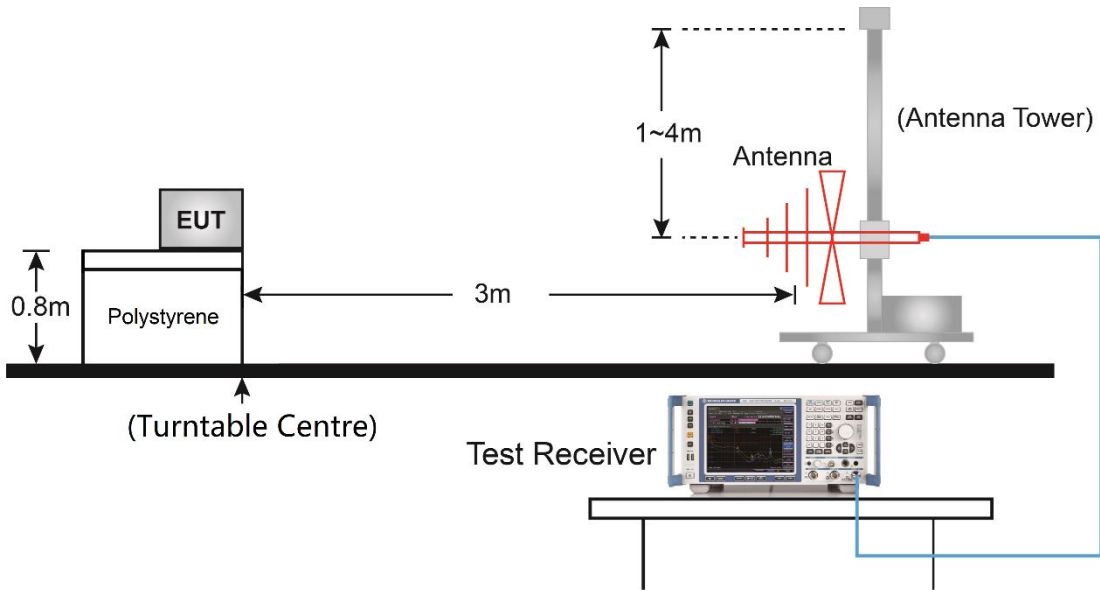 1~4m
(Antenna Tower)
Antenna
EUT
0.8m
Polystyrene
3m
(Turntable Centre)
Test Receiver